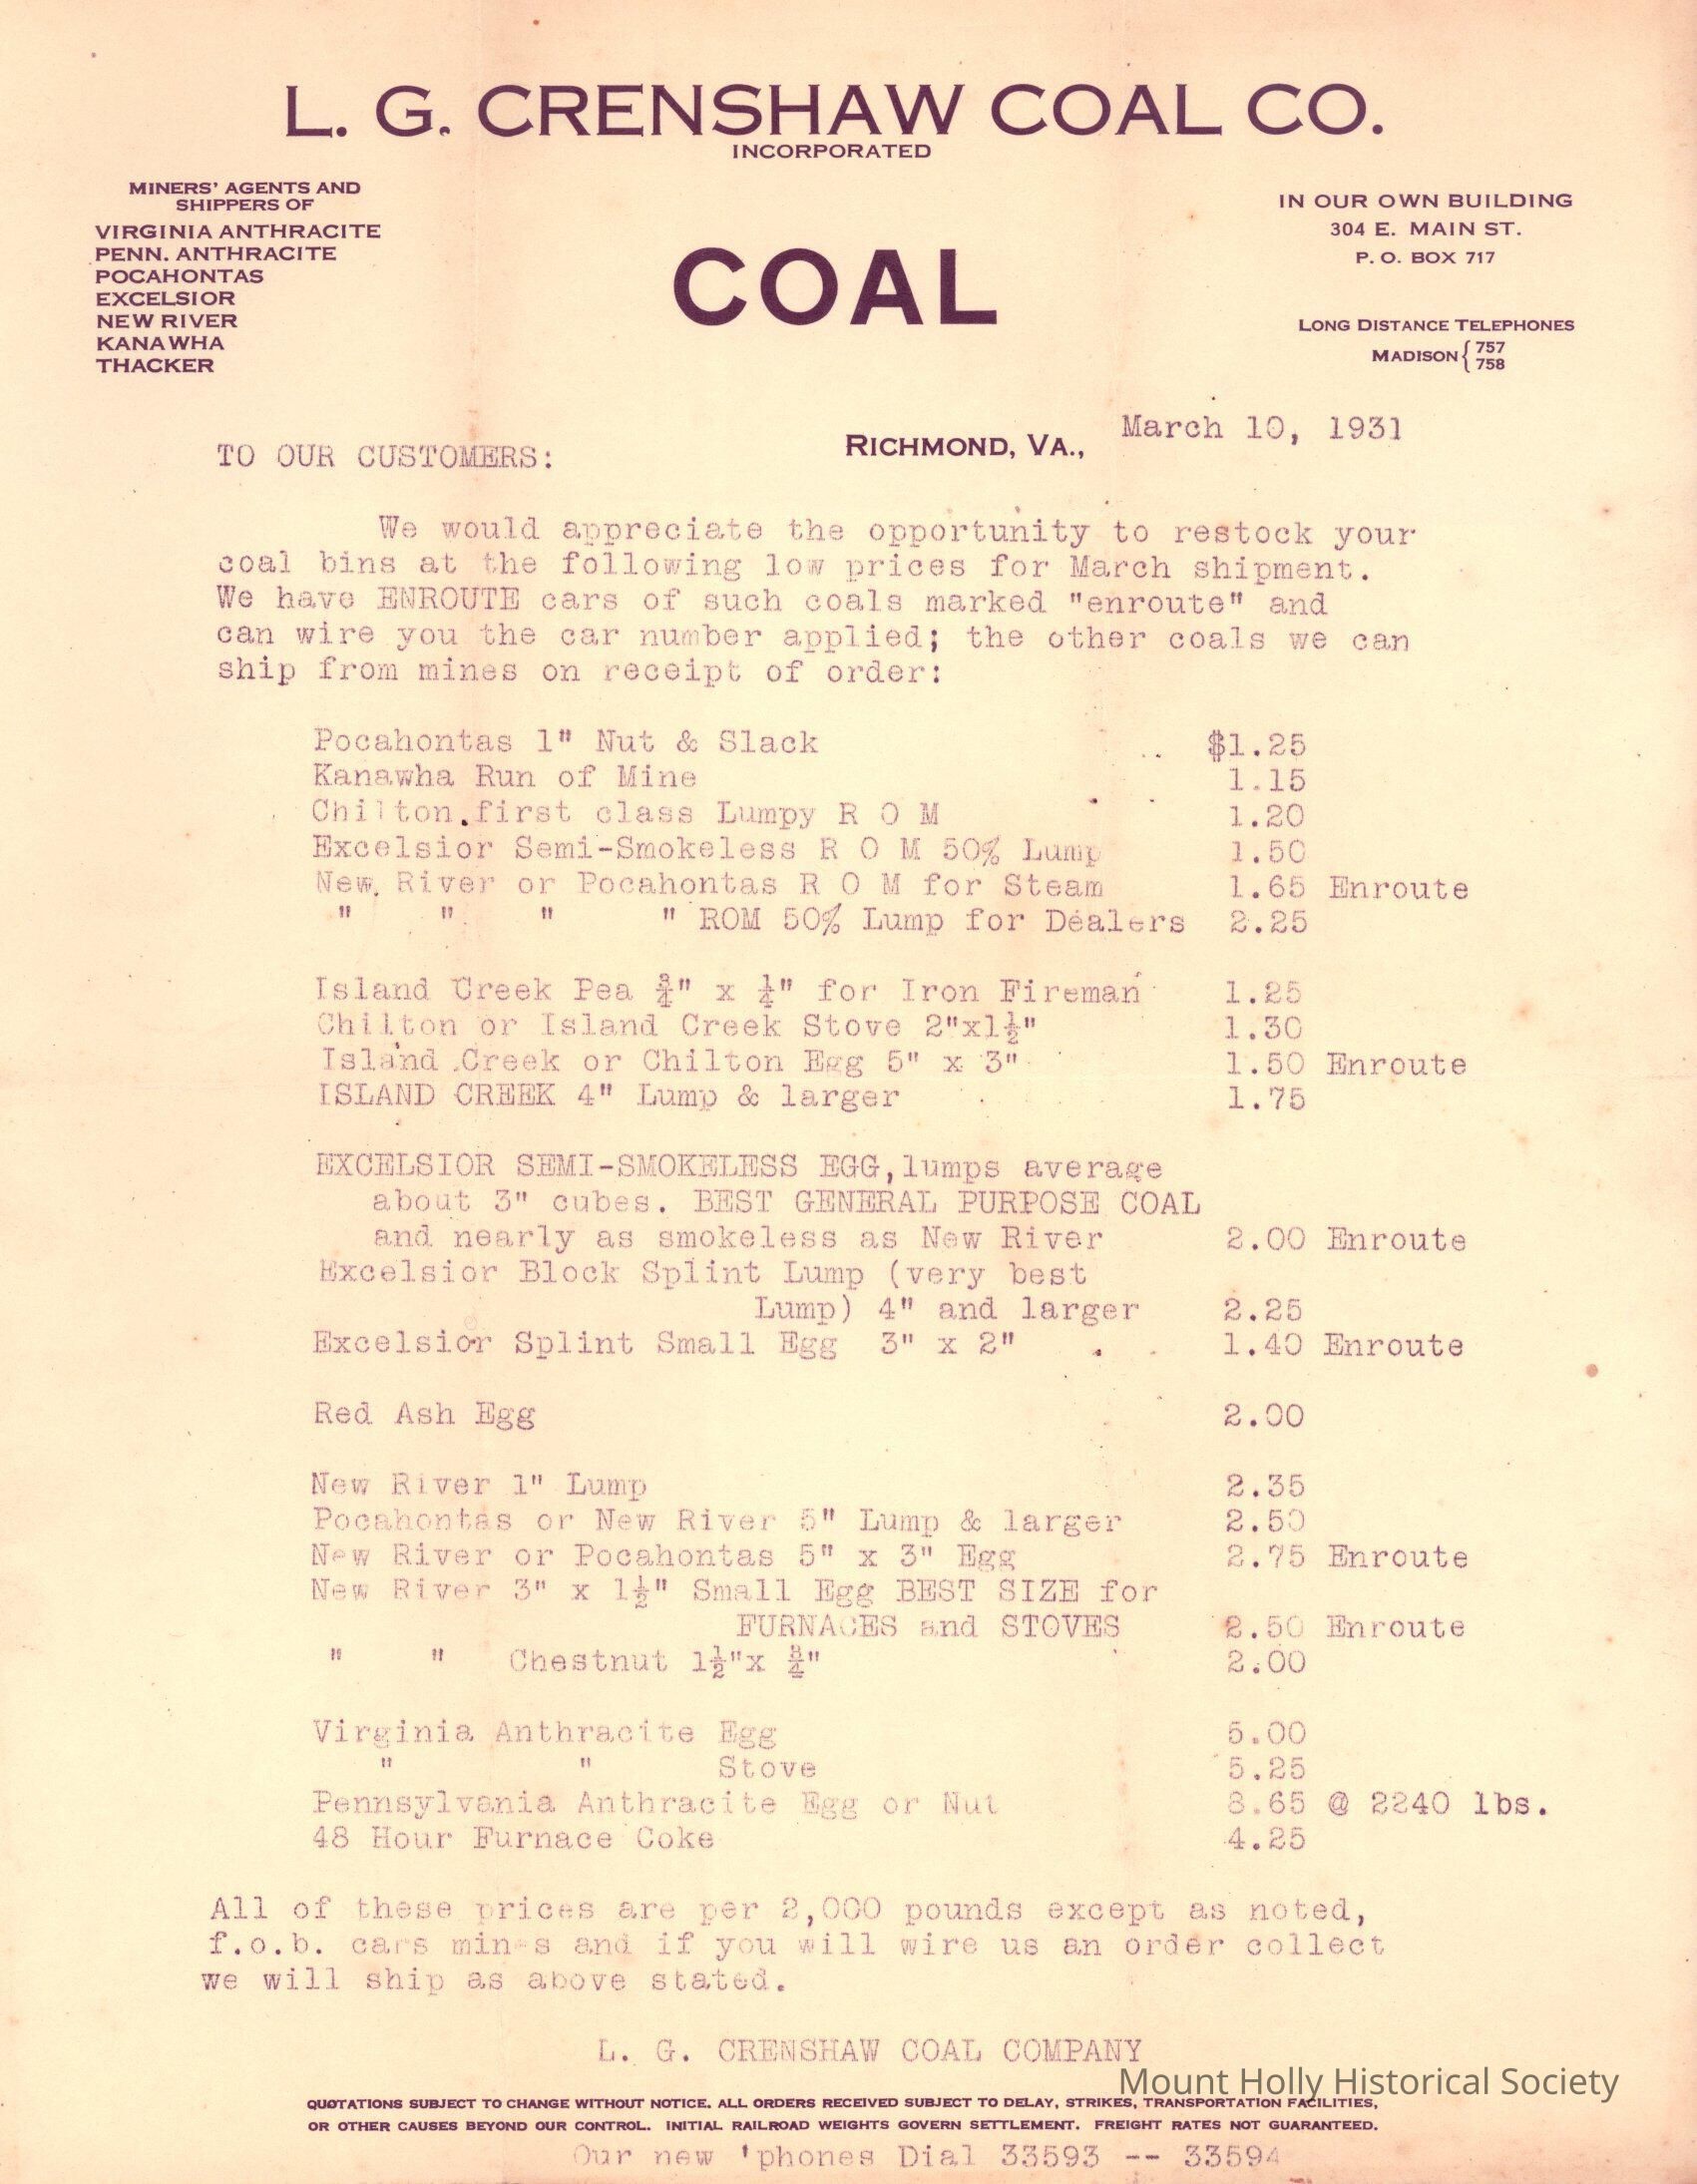 L. G. CRENSHAW COAL CO.
INCORPORATED
MINERS' AGENTS AND
SHIPPERS OF
VIRGINIA ANTHRACITE
PENN. ANTHRACITE
POCAHONTAS
EXCELSIOR
NEW RIVER
KANAWHA
THACKER
COAL
IN OUR OWN BUILDING
304 E. MAIN ST.
P. O. BOX 717
LONG DISTANCE TELEPHONES
MADISON { 757
758
RICHMOND, VA., March 10, 1931
TO OUR CUSTOMERS:
We would appreciate the opportunity to restock your
coal bins at the following low prices for March shipment.
We have ENROUTE cars of such coals marked "enroute" and
can wire you the car number applied; the other coals we can
ship from mines on receipt of order:
Pocahontas 1" Nut & Slack .. $1.25
Kanawha Run of Mine 1.15
Chilton first class Lumpy R O M 1.20
Excelsior Semi-Smokeless R O M 50% Lump 1.50
New River or Pocahontas R O M for Steam 1.65 Enroute
" " " " ROM 50% Lump for Dealers 2.25
Island Creek Pea ¾" x ¼" for Iron Fireman 1.25
Chilton or Island Creek Stove 2"x1½" 1.30
Island Creek or Chilton Egg 5" x 3" 1.50 Enroute
ISLAND CREEK 4" Lump & larger 1.75
EXCELSIOR SEMI-SMOKELESS EGG,lumps average
about 3" cubes. BEST GENERAL PURPOSE COAL
and nearly as smokeless as New River 2.00 Enroute
Excelsior Block Splint Lump (very best
Lump) 4" and larger 2.25
Excelsior Splint Small Egg 3" x 2" 1.40 Enroute
Red Ash Egg 2.00
New River 1" Lump 2.35
Pocahontas or New River 5" Lump & larger 2.50
New River or Pocahontas 5" x 3" Egg 2.75 Enroute
New River 3" x 1½" Small Egg BEST SIZE for
FURNACES and STOVES 2.50 Enroute
" " Chestnut 1½"x ¾" 2.00
Virginia Anthracite Egg 5.00
" " Stove 5.25
Pennsylvania Anthracite Egg or Nut 8.65 @ 2240 lbs.
48 Hour Furnace Coke 4.25
All of these prices are per 2,000 pounds except as noted,
f.o.b. cars mines and if you will wire us an order collect
we will ship as above stated.
L. G. CRENSHAW COAL COMPANY
Mount Holly Historical Society
QUOTATIONS SUBJECT TO CHANGE WITHOUT NOTICE. ALL ORDERS RECEIVED SUBJECT TO DELAY, STRIKES, TRANSPORTATION FACILITIES,
OR OTHER CAUSES BEYOND OUR CONTROL. INITIAL RAILROAD WEIGHTS GOVERN SETTLEMENT. FREIGHT RATES NOT GUARANTEED.
Our new 'phones Dial 33593 -- 33594